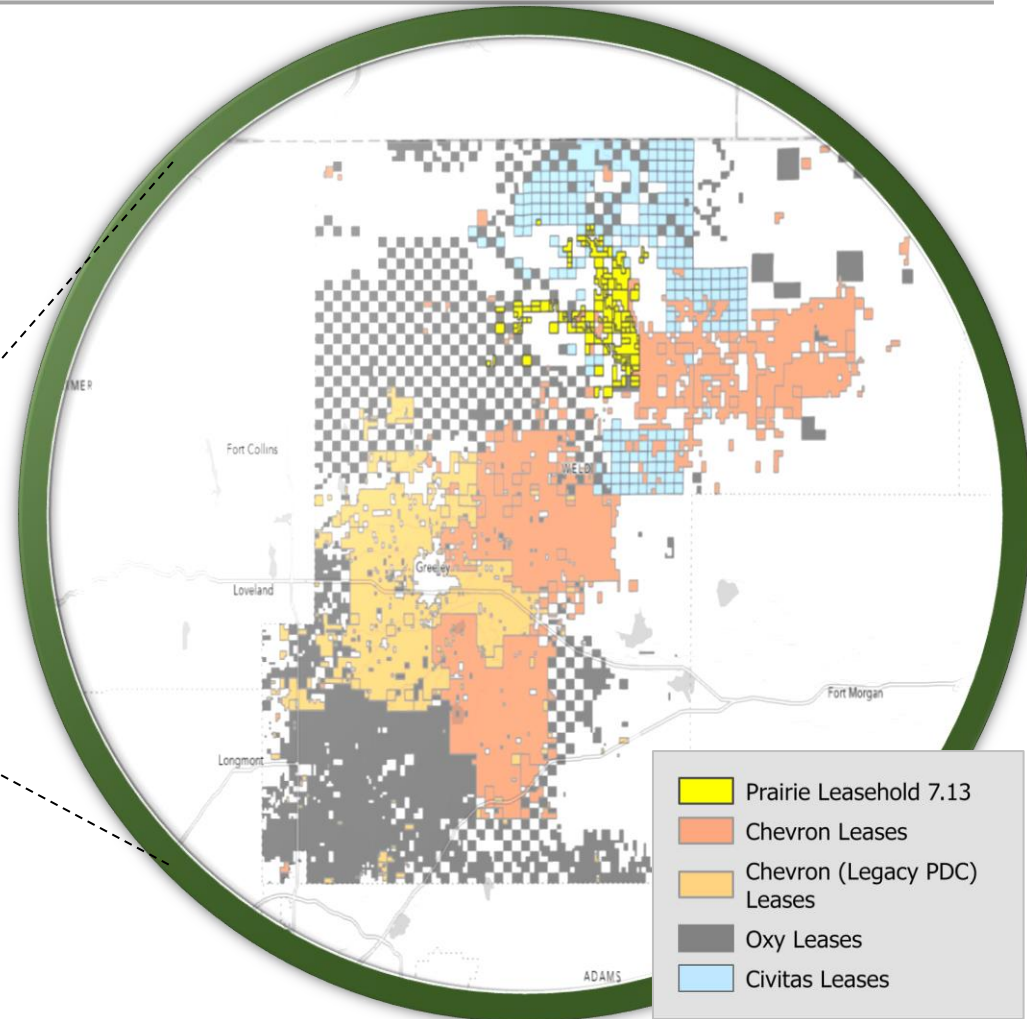 IMER
Fort Collins
WELD
Greeley
Loveland
Fort Morgan
Longmont
ADAMS
Prairie Leasehold 7.13
Chevron Leases
Chevron (Legacy PDC)
Leases
Oxy Leases
Civitas Leases